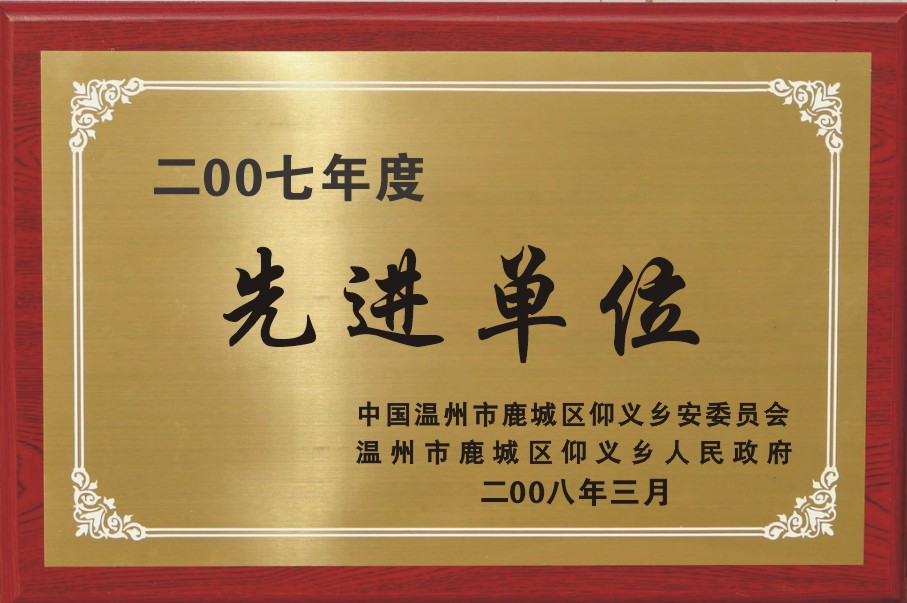 二00七年度
先进单位
中国温州市鹿城区仰义乡安委员会
温州市鹿城区仰义乡人民政府
二00八年三月